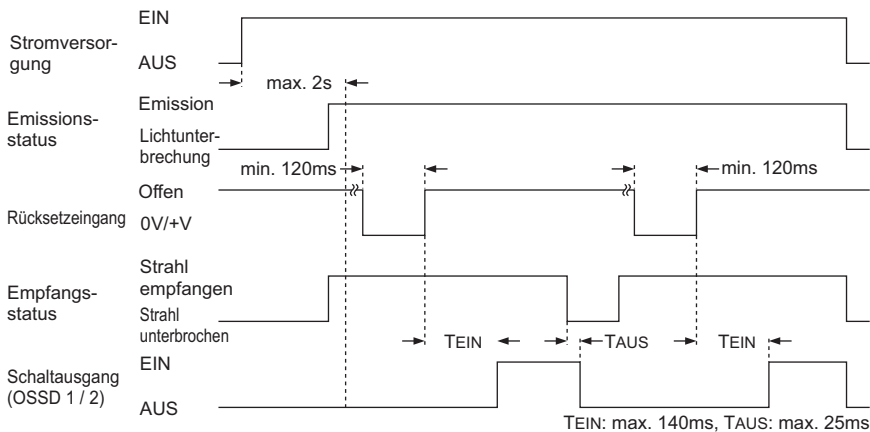 Stromversor-
gung
EIN
AUS
max. 2s
Emissions-
status
Emission
Lichtunter-
brechung
min. 120ms
min. 120ms
Rücksetzeingang
Offen
0V/+V
Empfangs-
status
Strahl
empfangen
Strahl
unterbrochen
TEIN
TAUS
TEIN
Schaltausgang
(OSSD 1 / 2)
EIN
AUS
TEIN: max. 140ms, TAUS: max. 25ms